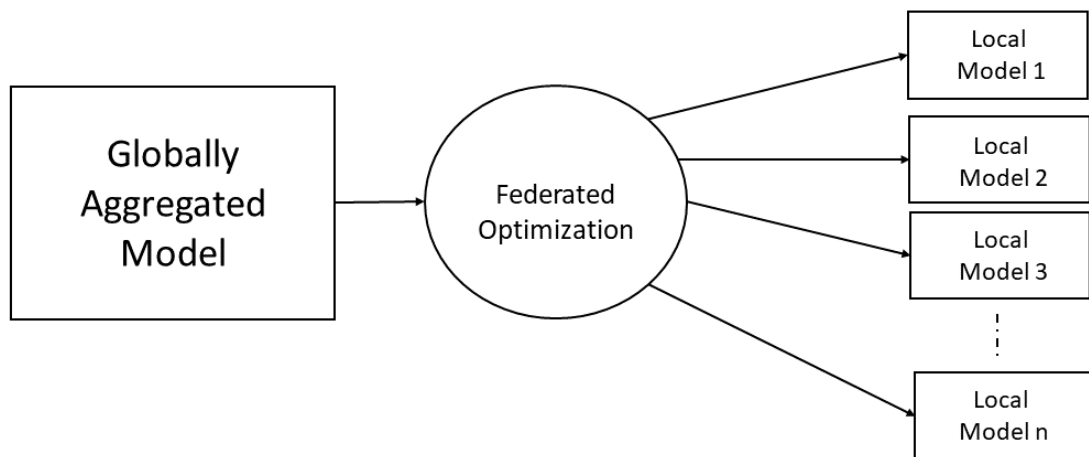 Globally
Aggregated
Model
Federated
Optimization
Local
Model 1
Local
Model 2
Local
Model 3
Local
Model n